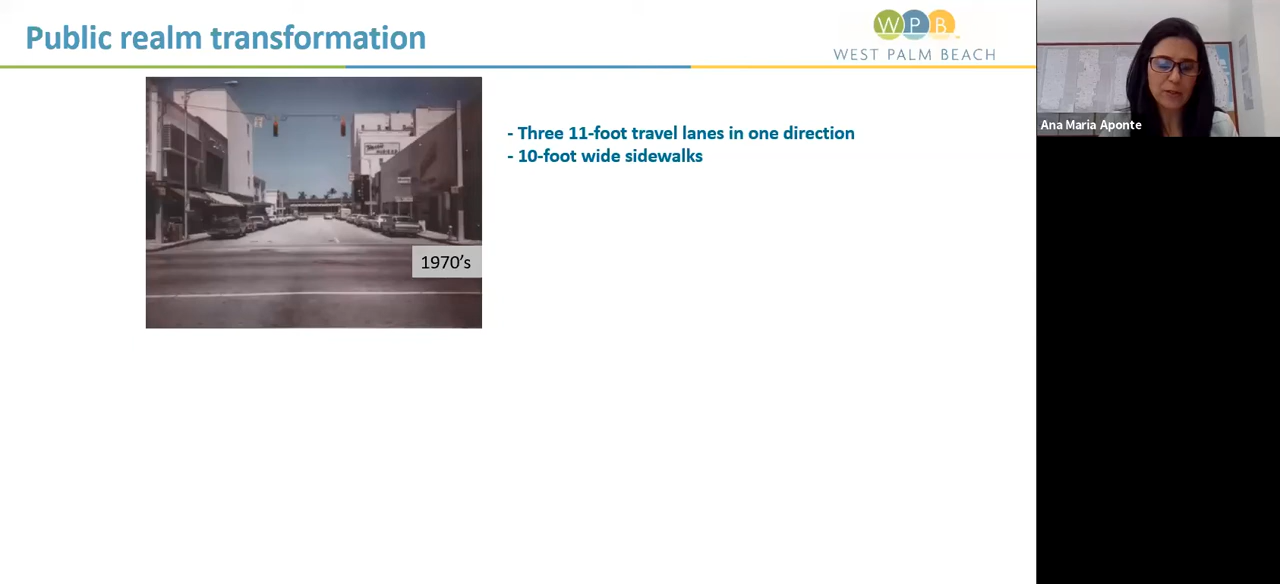 Public realm transformation
WPB
WEST PALM BEACH
Ana Maria Aponte
- Three 11-foot travel lanes in one direction
- 10-foot wide sidewalks
1970's